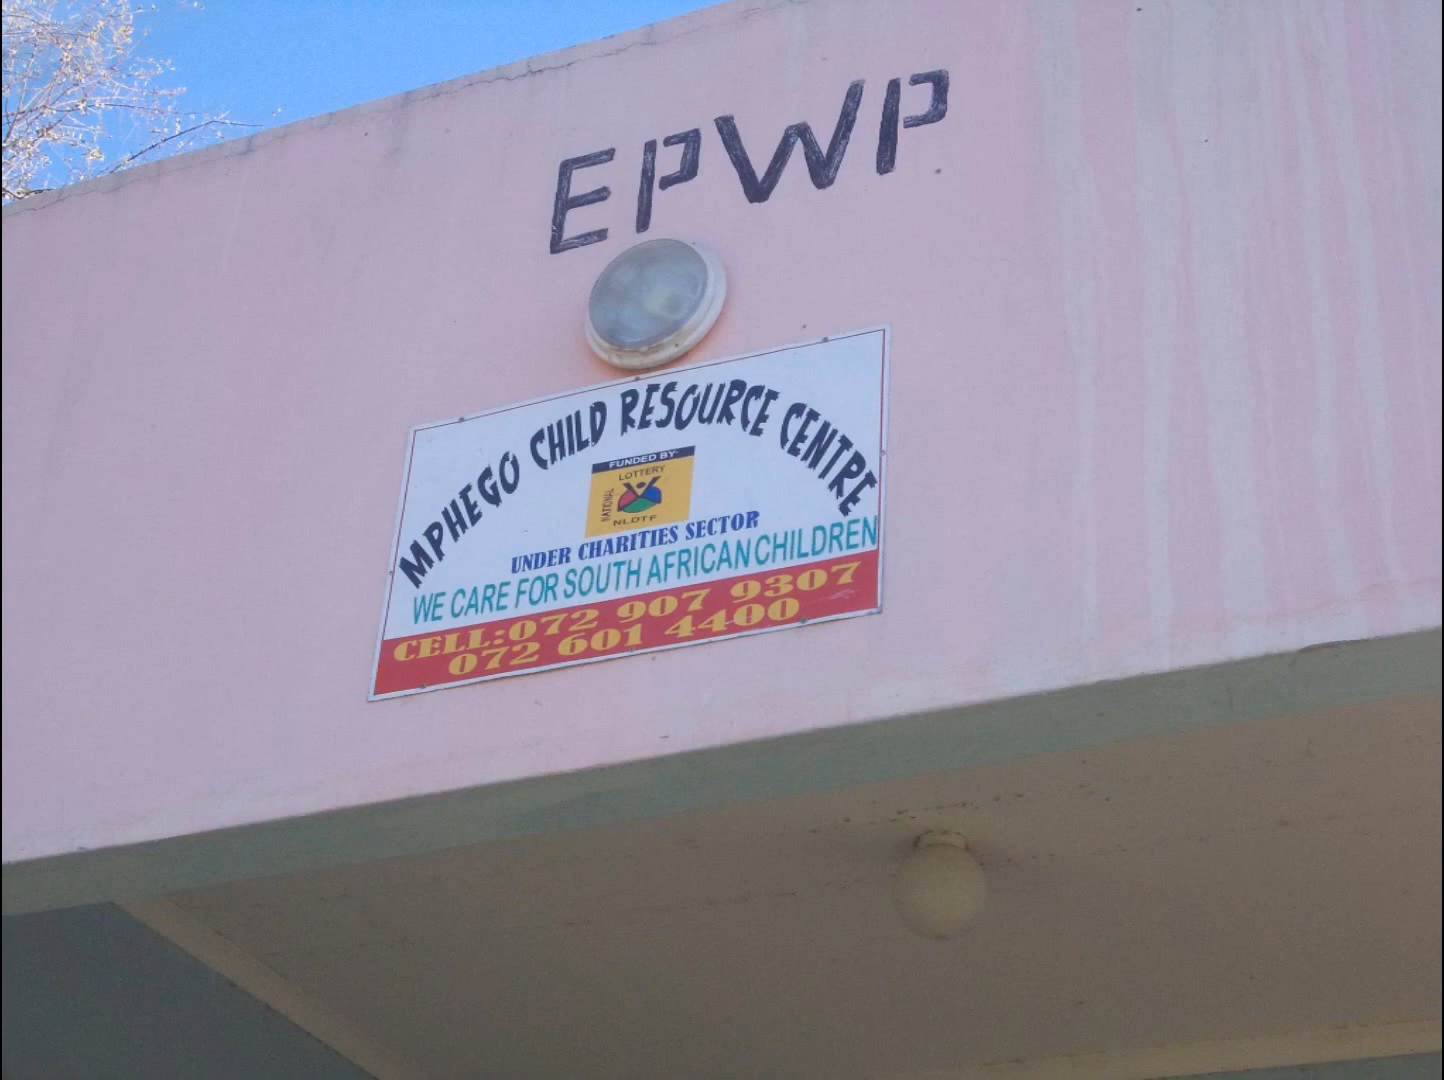 EPWP
MPHEGO CHILD RESOURCE CENTRE
FUNDED BY:
LOTTERY
NATIONAL
NLDTF
UNDER CHARITIES SECTOR
WE CARE FOR SOUTH AFRICAN CHILDREN
CELL:072 907 9307
072 601 4400